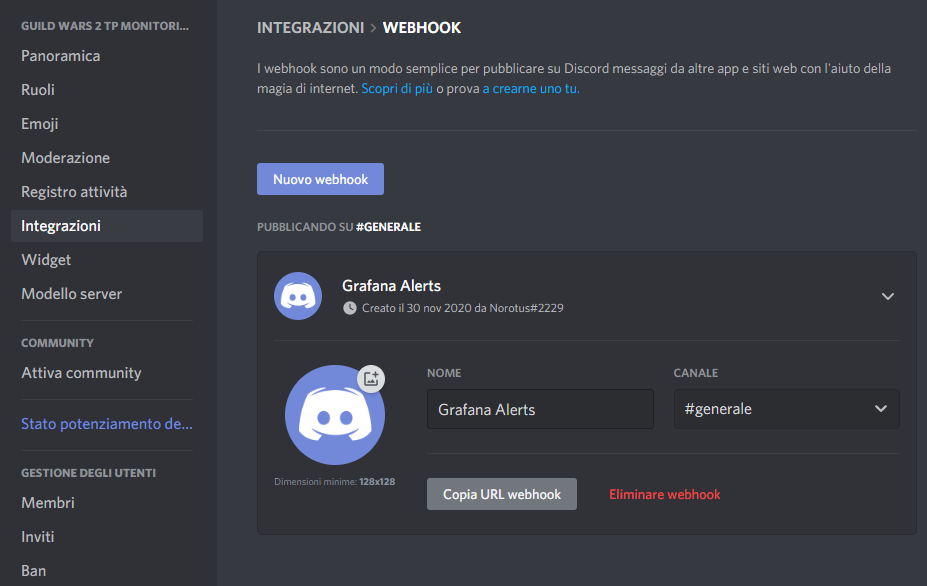 GUILD WARS 2 TP MONITORI...
Panoramica
Ruoli
Emoji
Moderazione
Registro attività
Integrazioni
Widget
Modello server
COMMUNITY
Attiva community
Stato potenziamento de...
GESTIONE DEGLI UTENTI
Membri
Inviti
Ban
INTEGRAZIONI > WEBHOOK
I webhook sono un modo semplice per pubblicare su Discord messaggi da altre app e siti web con l'aiuto della
magia di internet. Scopri di più o prova a crearne uno tu.
Nuovo webhook
PUBBLICANDO SU #GENERALE
Grafana Alerts
Creato il 30 nov 2020 da Norotus#2229
Dimensioni minime: 128x128
NOME
Grafana Alerts
CANALE
#generale
Copia URL webhook
Eliminare webhook